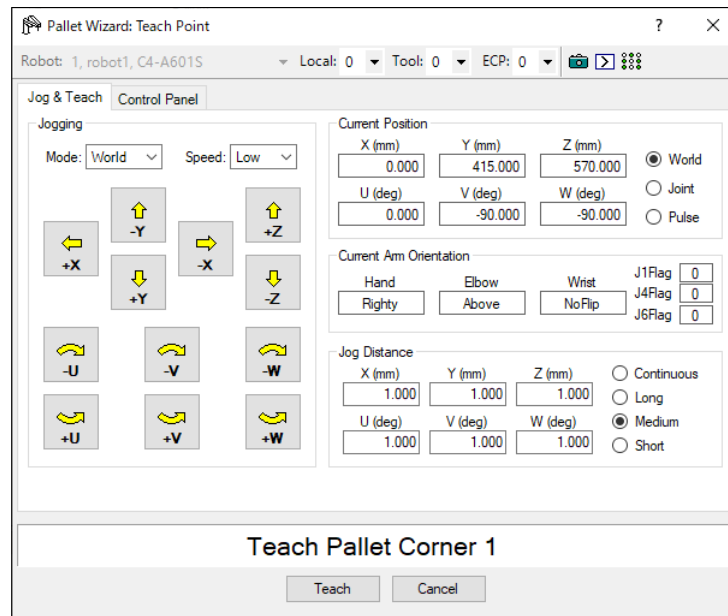 Pallet Wizard: Teach Point ?
Robot: 1, robot1, C4-A601S Local: 0 Tool: 0 ECP: 0
Jog & Teach Control Panel
Jogging
Mode: World Speed: Low
-Y +Z
+X -X
+Y -Z
-U -V -W
+U +V +W
Current Position
X (mm) Y (mm) Z (mm)
0.000 415.000 570.000 World
U (deg) V (deg) W (deg) Joint
0.000 -90.000 -90.000 Pulse
Current Arm Orientation
Hand Elbow Wrist J1Flag 0
Righty Above NoFlip J4Flag 0
J6Flag 0
Jog Distance
X (mm) Y (mm) Z (mm) Continuous
1.000 1.000 1.000 Long
U (deg) V (deg) W (deg) Medium
1.000 1.000 1.000 Short
Teach Pallet Corner 1
Teach Cancel